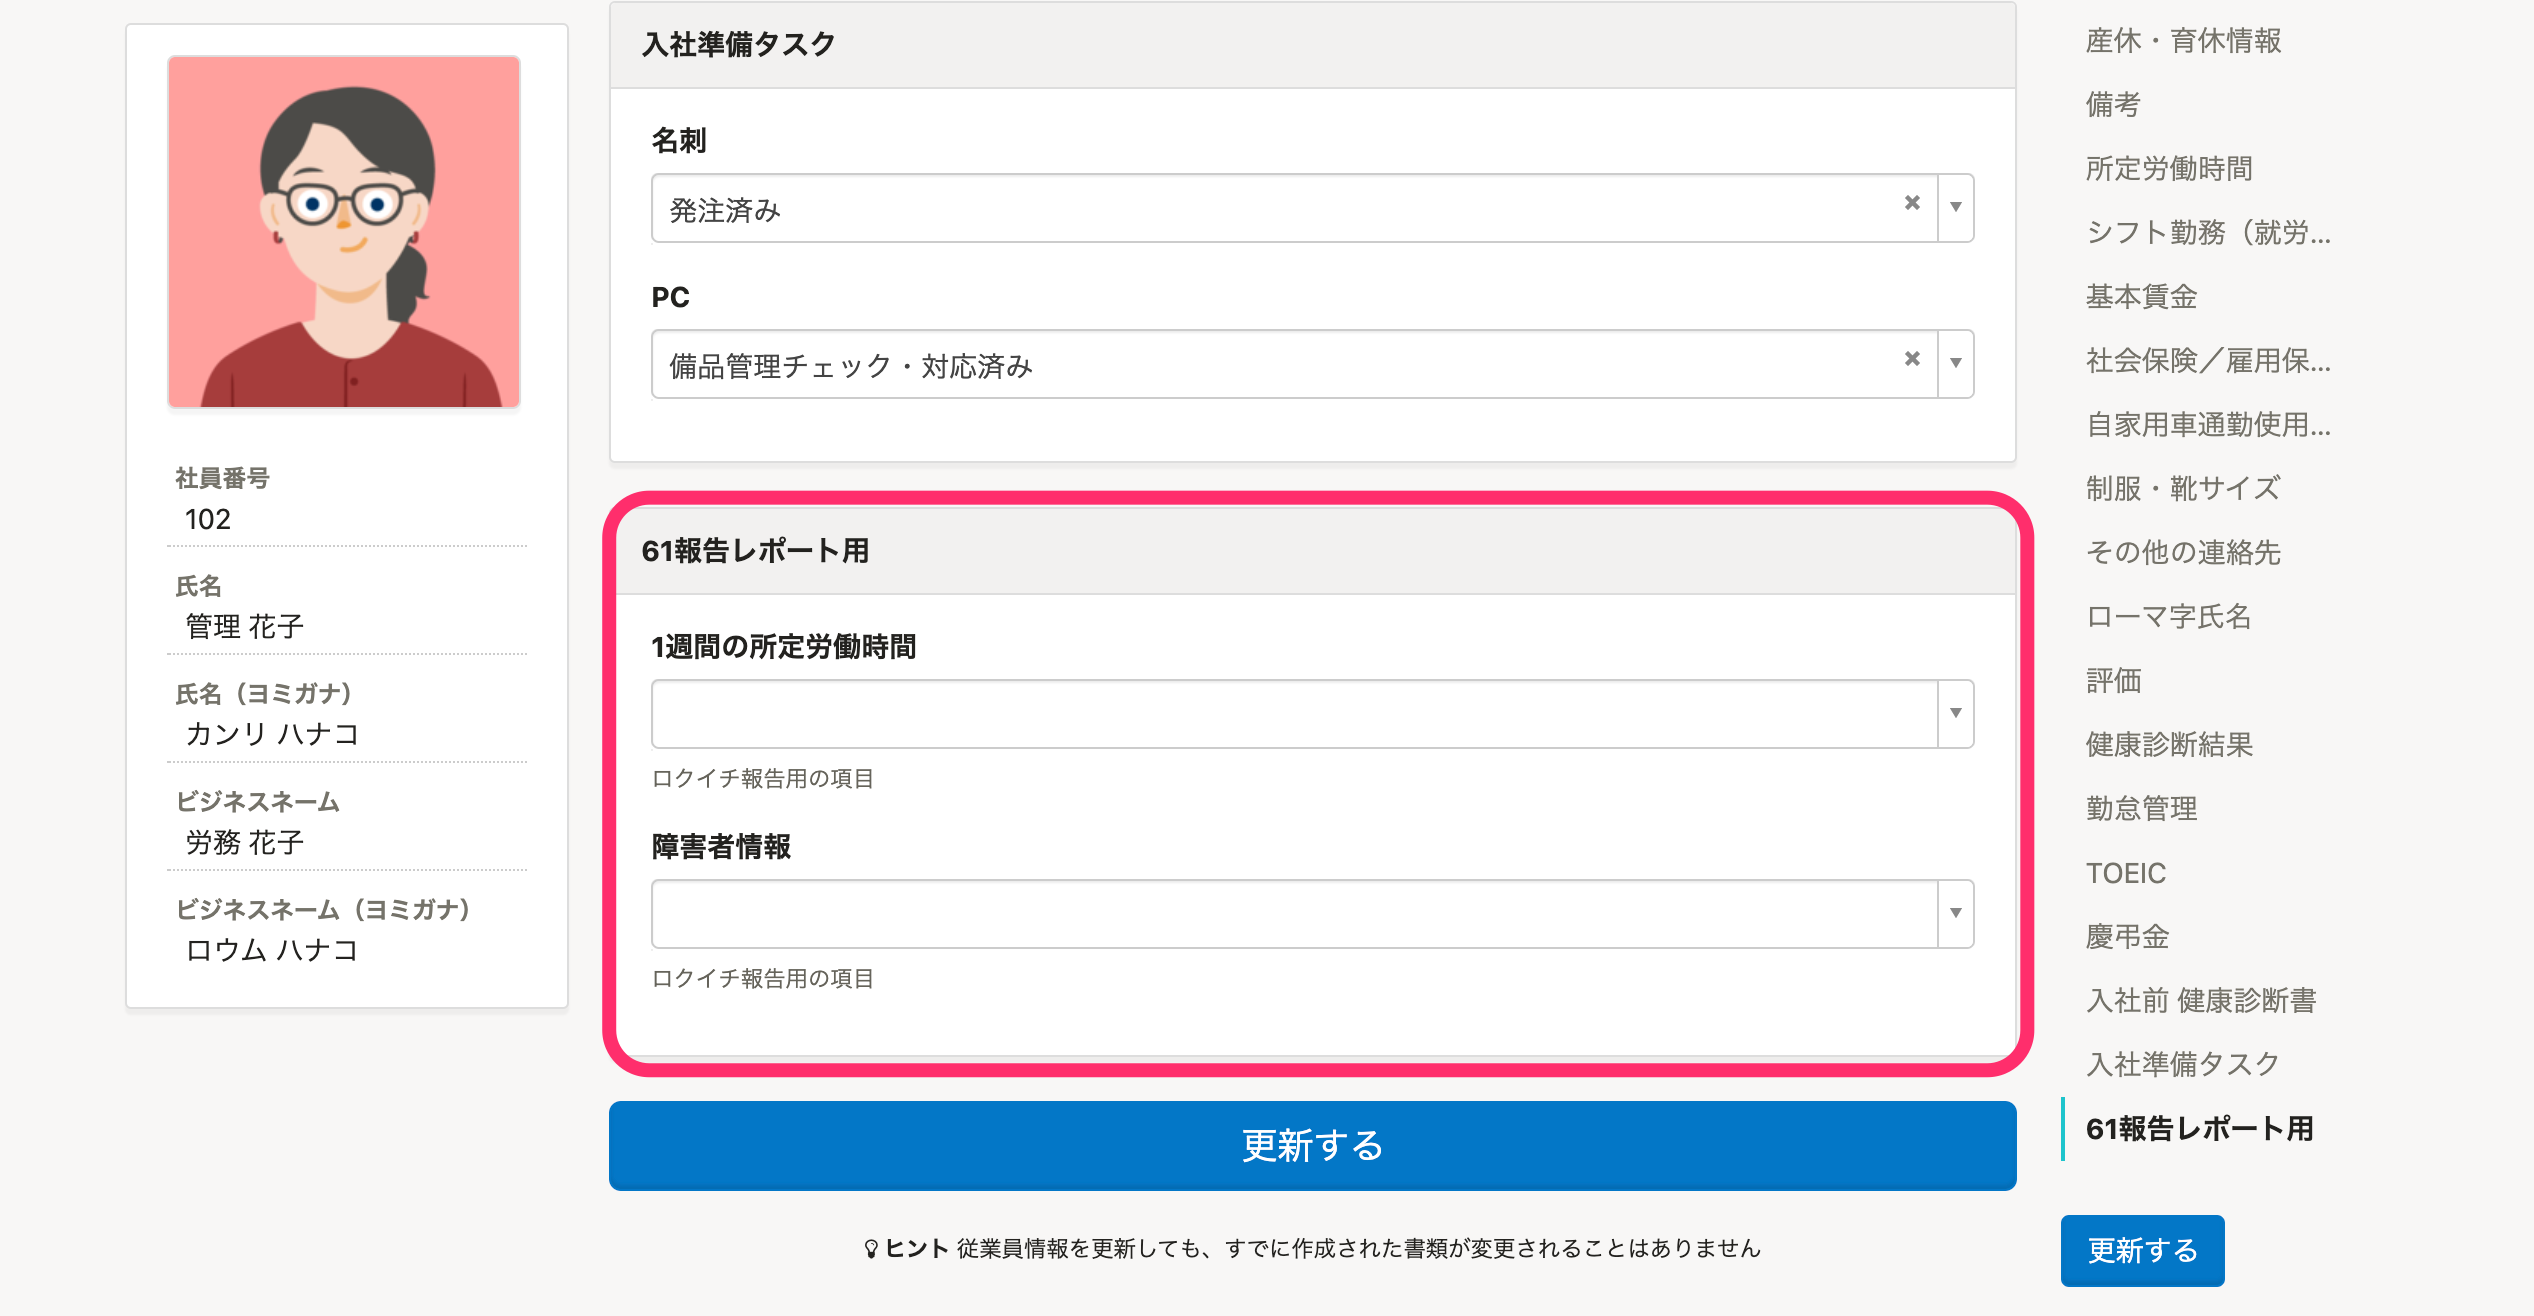 社員番号
102
氏名
管理 花子
氏名（ヨミガナ）
カンリ ハナコ
ビジネスネーム
労務 花子
ビジネスネーム（ヨミガナ）
ロウム ハナコ
入社準備タスク
名刺
発注済み
PC
備品管理チェック・対応済み
61報告レポート用
1週間の所定労働時間
ロクイチ報告用の項目
障害者情報
ロクイチ報告用の項目
更新する
ヒント 従業員情報を更新しても、すでに作成された書類が変更されることはありません
産休・育休情報
備考
所定労働時間
シフト勤務（就労...
基本賃金
社会保険／雇用保...
自家用車通勤使用...
制服・靴サイズ
その他の連絡先
ローマ字氏名
評価
健康診断結果
勤怠管理
TOEIC
慶弔金
入社前 健康診断書
入社準備タスク
61報告レポート用
更新する